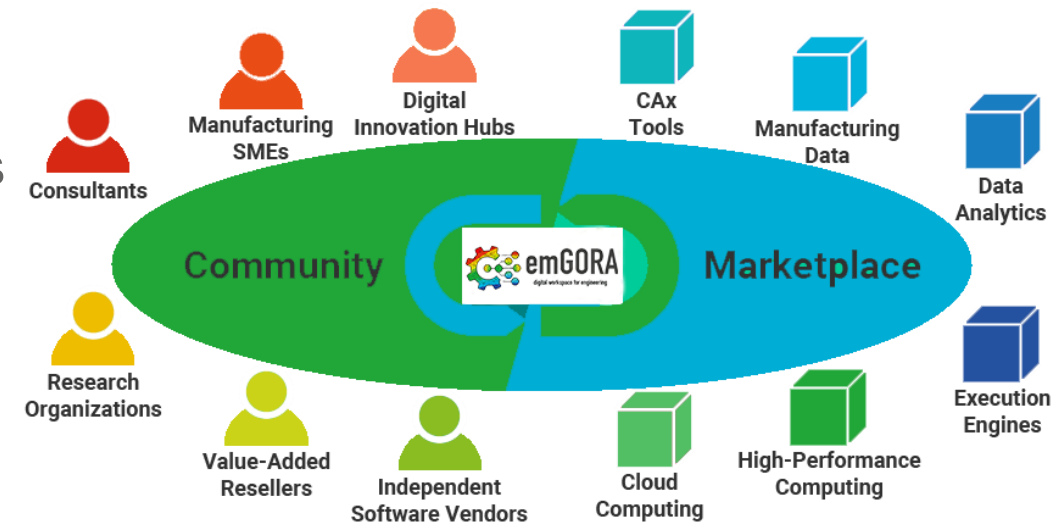 Digital
Innovation Hubs
CAx
Tools
Manufacturing
SMEs
Manufacturing
Data
Consultants
s
Data
Analytics
Community
emGORA
digital workspace for engineering
Marketplace
Research
Organizations
Execution
Engines
Value-Added
Resellers
Independent
Software Vendors
Cloud
Computing
High-Performance
Computing